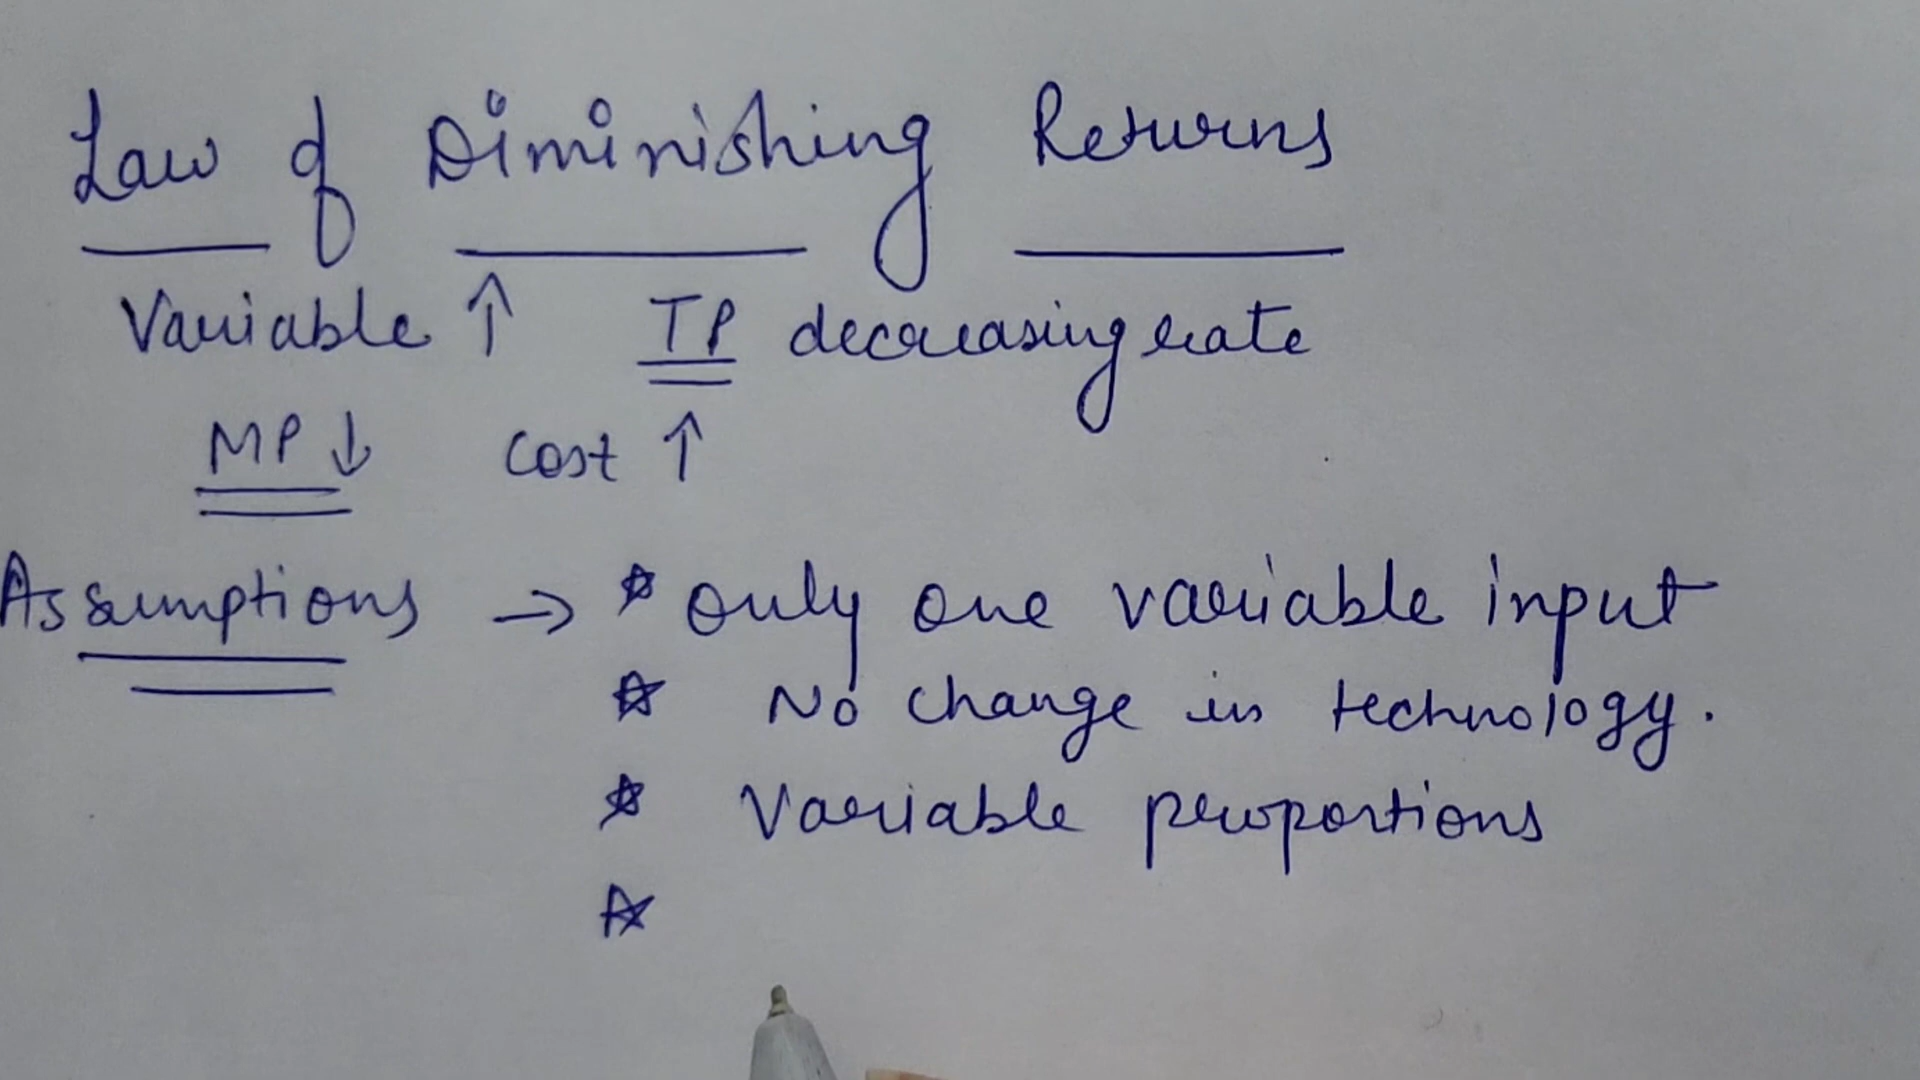 Law of Diminishing Returns
Variable ↑ TP decreasing rate
MP ↓ Cost ↑
Assumptions → * Only one variable input
* No change in technology.
* Variable proportions
*